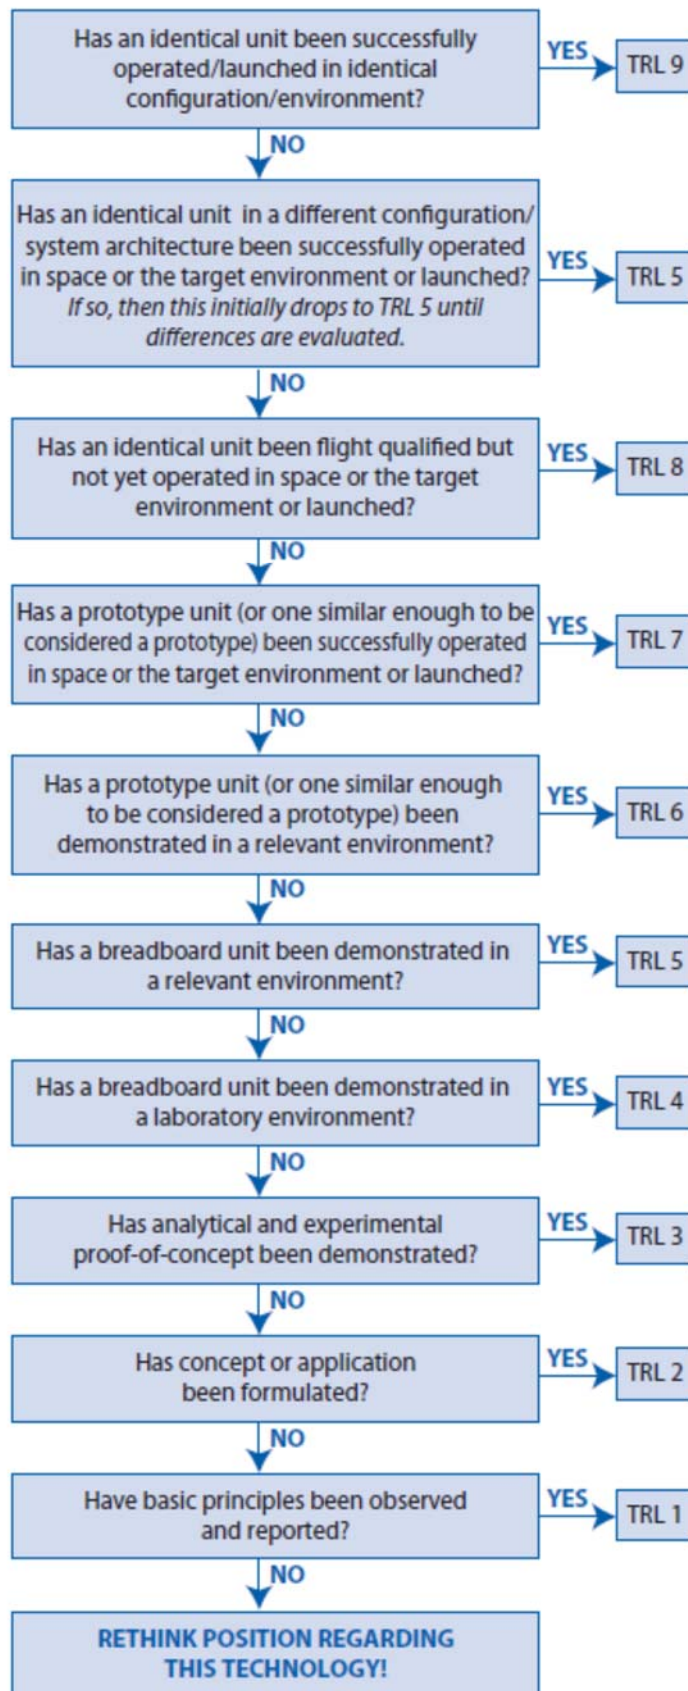 Has an identical unit been successfully
operated/launched in identical
configuration/environment?
YES
TRL 9
NO
Has an identical unit in a different configuration/
system architecture been successfully operated
in space or the target environment or launched?
If so, then this initially drops to TRL 5 until
differences are evaluated.
YES
TRL 5
NO
Has an identical unit been flight qualified but
not yet operated in space or the target
environment or launched?
YES
TRL 8
NO
Has a prototype unit (or one similar enough to be
considered a prototype) been successfully operated
in space or the target environment or launched?
YES
TRL 7
NO
Has a prototype unit (or one similar enough
to be considered a prototype) been
demonstrated in a relevant environment?
YES
TRL 6
NO
Has a breadboard unit been demonstrated in
a relevant environment?
YES
TRL 5
NO
Has a breadboard unit been demonstrated in
a laboratory environment?
YES
TRL 4
NO
Has analytical and experimental
proof-of-concept been demonstrated?
YES
TRL 3
NO
Has concept or application
been formulated?
YES
TRL 2
NO
Have basic principles been observed
and reported?
YES
TRL 1
NO
RETHINK POSITION REGARDING
THIS TECHNOLOGY!